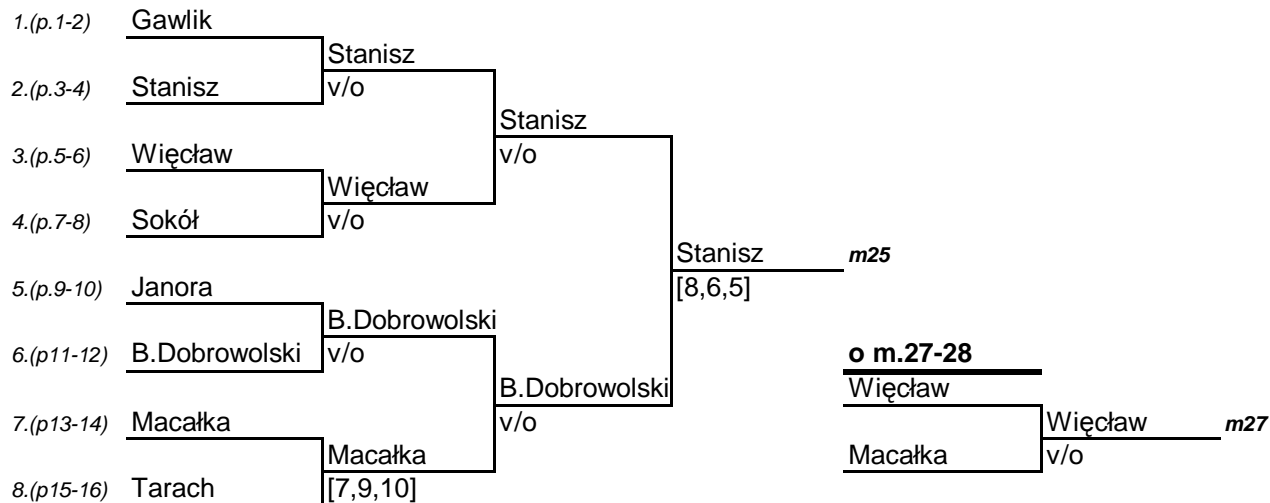 1.(p.1-2) Gawlik
Stanisz
2.(p.3-4) Stanisz v/o
Stanisz
3.(p.5-6) Więcław v/o
Więcław
4.(p.7-8) Sokół v/o
Stanisz m25
5.(p.9-10) Janora [8,6,5]
B.Dobrowolski
6.(p11-12) B.Dobrowolski v/o o m.27-28
B.Dobrowolski Więcław
7.(p13-14) Macałka v/o Więcław m27
Macałka Macałka v/o
8.(p15-16) Tarach [7,9,10]